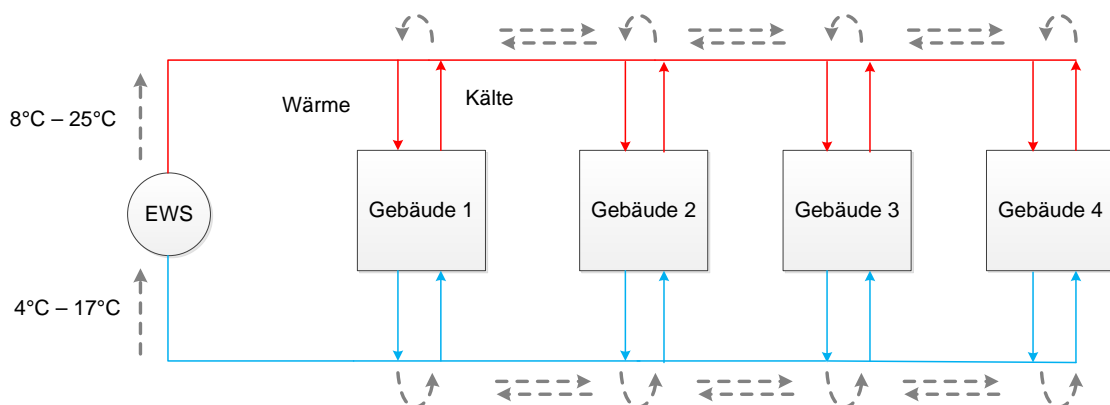 Wärme
Kälte
8°C – 25°C
EWS
Gebäude 1
Gebäude 2
Gebäude 3
Gebäude 4
4°C – 17°C